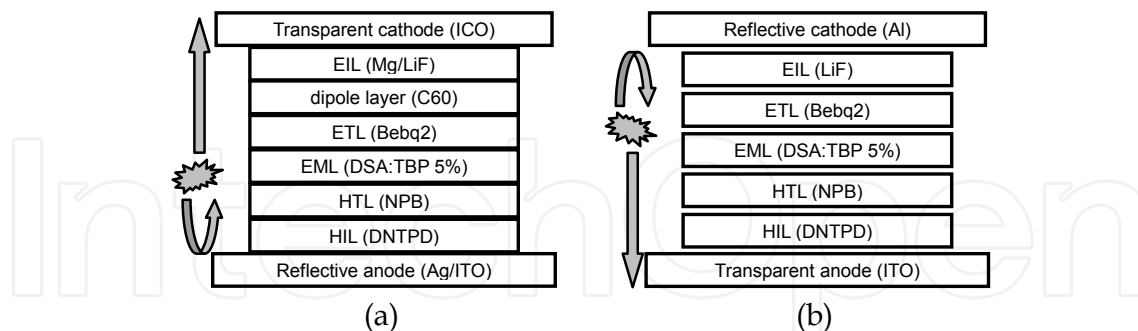 Transparent cathode (ICO)
EIL (Mg/LiF)
dipole layer (C60)
ETL (Bebq2)
EML (DSA:TBP 5%)
HTL (NPB)
HIL (DNTPD)
Reflective anode (Ag/ITO)
(a)
Reflective cathode (Al)
EIL (LiF)
ETL (Bebq2)
EML (DSA:TBP 5%)
HTL (NPB)
HIL (DNTPD)
Transparent anode (ITO)
(b)
IntechOpen